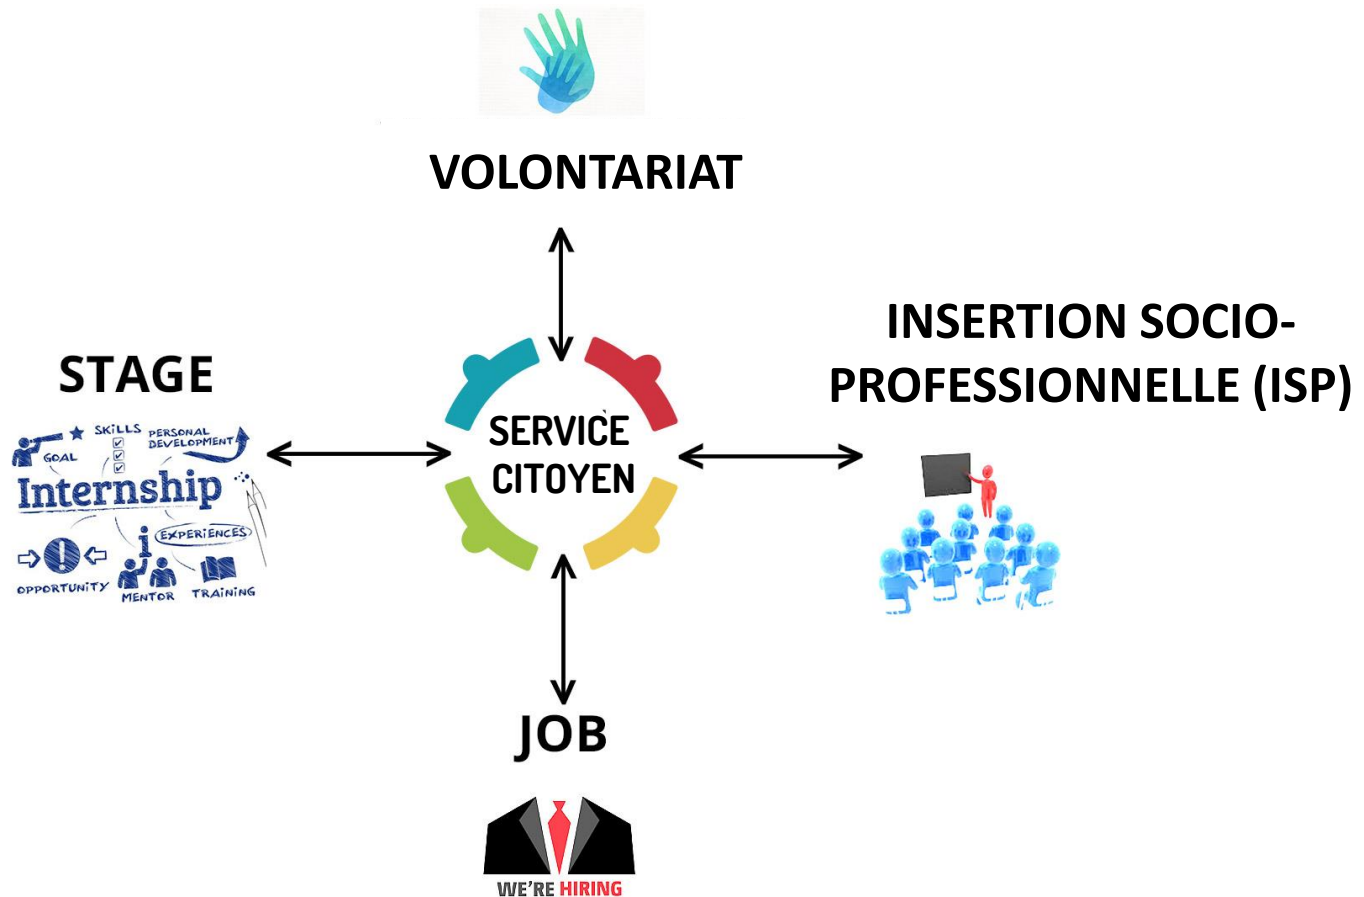 VOLONTARIAT
INSERTION SOCIO-
PROFESSIONNELLE (ISP)
STAGE
SKiLLS
PERSONAL
DEVELOPMENT
GOAL
Internship
EXPERiENCES
OPPORTUNiTY
MENTOR
TRAiNiNG
SERVICE
CITOYEN
JOB
WE'RE HIRING